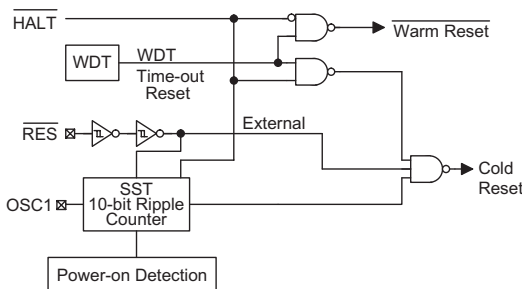 HALT
Warm Reset
WDT
WDT
Time-out
Reset
RES
External
Cold
Reset
OSC1
SST
10-bit Ripple
Counter
Power-on Detection